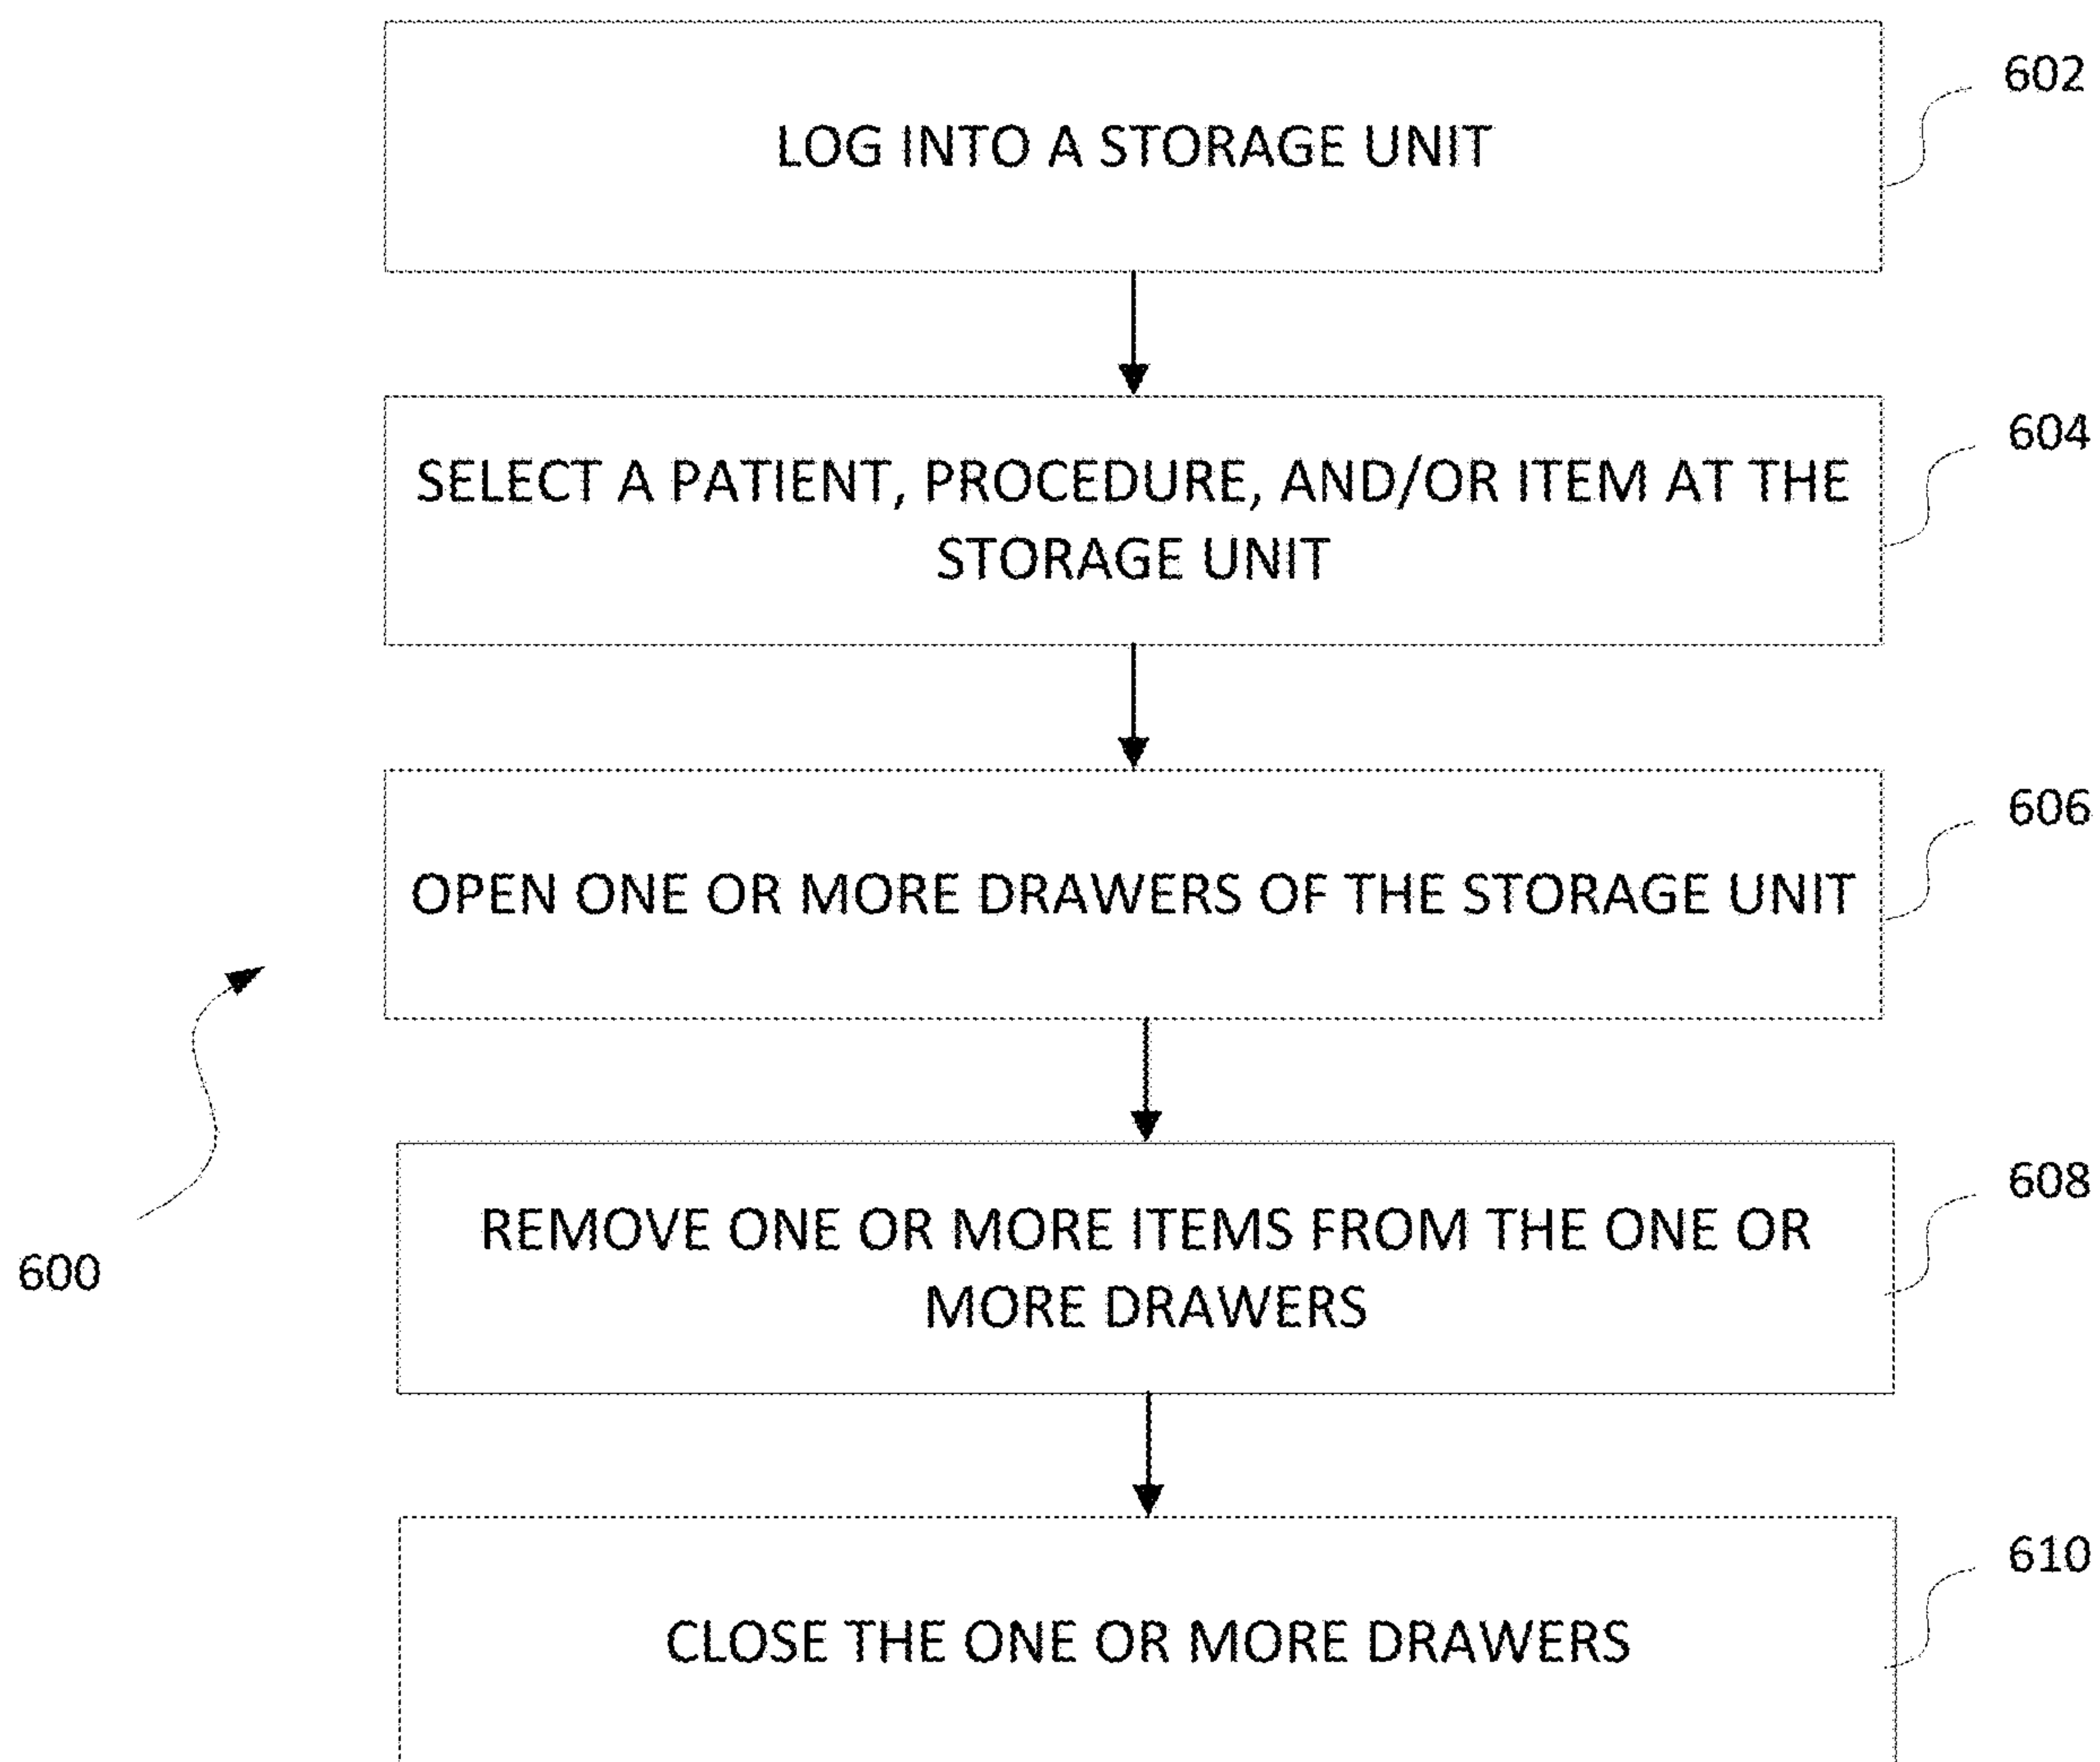 602
LOG INTO A STORAGE UNIT
604
SELECT A PATIENT, PROCEDURE, AND/OR ITEM AT THE
STORAGE UNIT
606
OPEN ONE OR MORE DRAWERS OF THE STORAGE UNIT
608
REMOVE ONE OR MORE ITEMS FROM THE ONE OR
MORE DRAWERS
600
610
CLOSE THE ONE OR MORE DRAWERS